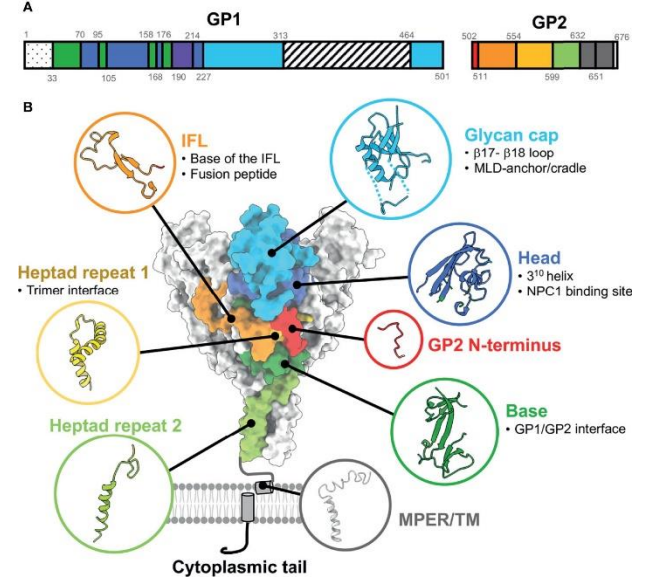 A
GP1
GP2
1 70 95 158 176 214 313 464
33 105 168 190 227 501
502 554 632 676
511 599 651
B
IFL
• Base of the IFL
• Fusion peptide
Glycan cap
• β17- β18 loop
• MLD-anchor/cradle
Heptad repeat 1
• Trimer interface
Head
• 3¹⁰ helix
• NPC1 binding site
GP2 N-terminus
Heptad repeat 2
Base
• GP1/GP2 interface
MPER/TM
Cytoplasmic tail